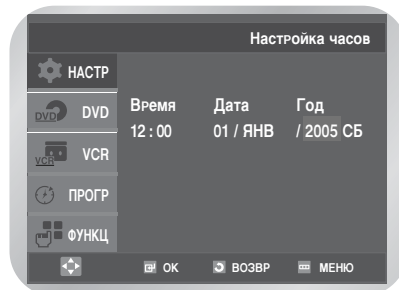 Настройка часов
НАСТР
DVD DVD
VCR VCR
ПРОГР
ФУНКЦ
Время Дата Год
12 : 00 01 / ЯНВ / 2005 СБ
ОК ВОЗВР МЕНЮ